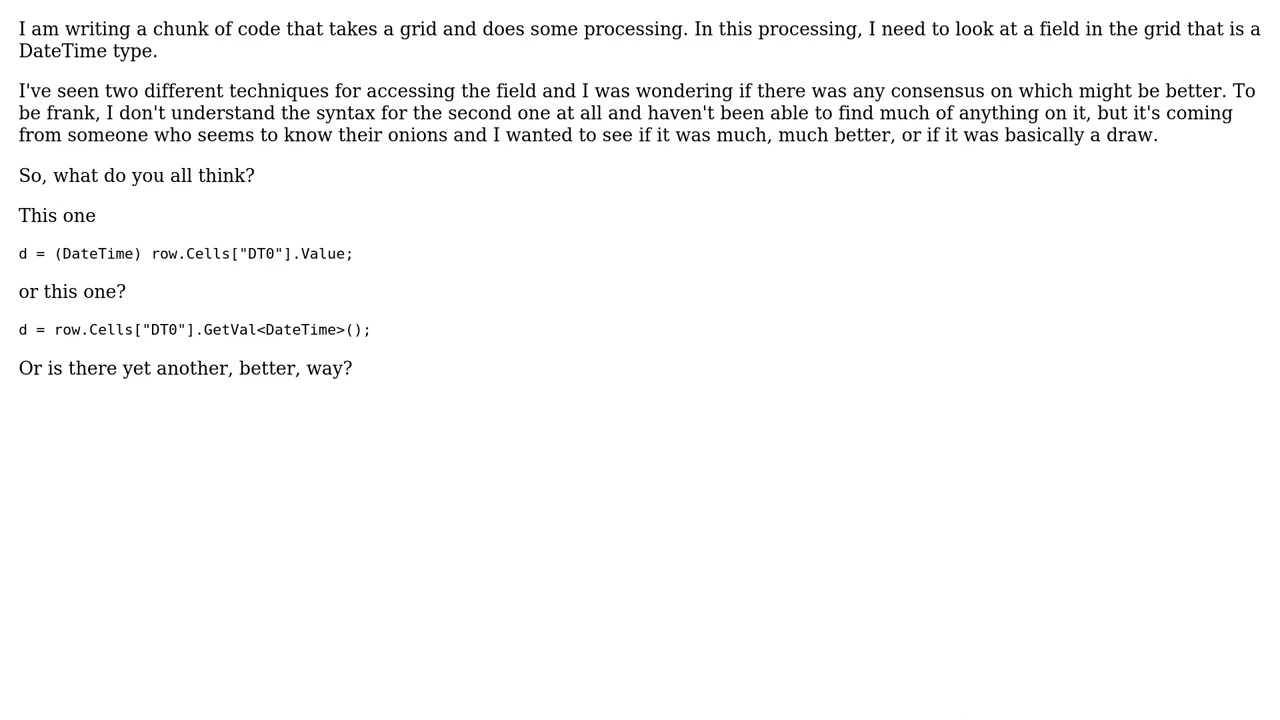 I am writing a chunk of code that takes a grid and does some processing. In this processing, I need to look at a field in the grid that is a
DateTime type.
I've seen two different techniques for accessing the field and I was wondering if there was any consensus on which might be better. To
be frank, I don't understand the syntax for the second one at all and haven't been able to find much of anything on it, but it's coming
from someone who seems to know their onions and I wanted to see if it was much, much better, or if it was basically a draw.
So, what do you all think?
This one
d = (DateTime) row.Cells["DT0"].Value;
or this one?
d = row.Cells["DT0"].GetVal<DateTime>();
Or is there yet another, better, way?